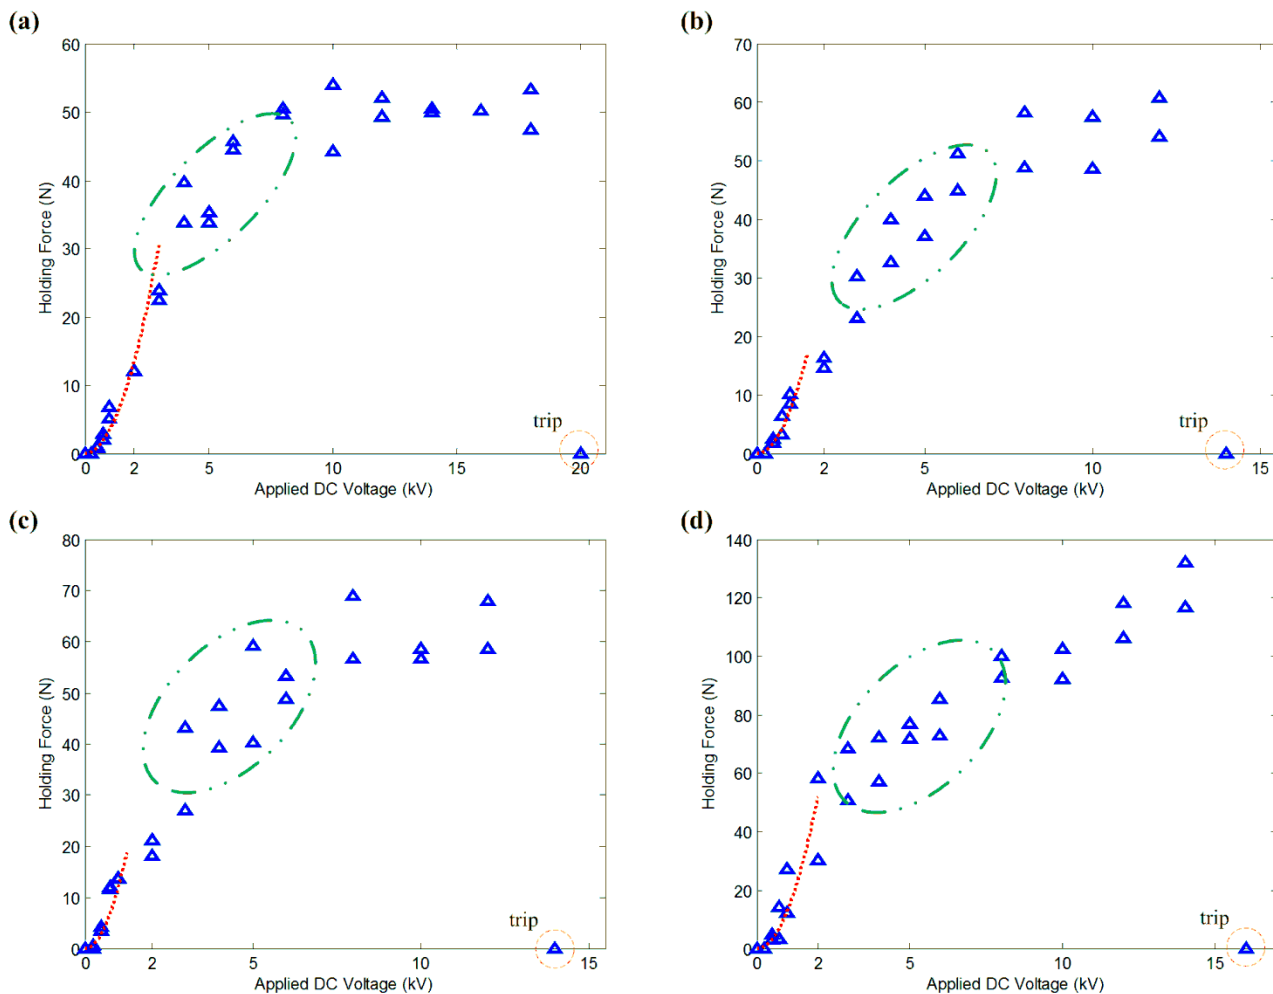 (a)
60
50
40
30
20
10
0
Holding Force (N)
trip
0 2 5 10 15 20
Applied DC Voltage (kV)
(b)
70
60
50
40
30
20
10
0
Holding Force (N)
trip
0 2 5 10 15
Applied DC Voltage (kV)
(c)
80
70
60
50
40
30
20
10
0
Holding Force (N)
trip
0 2 5 10 15
Applied DC Voltage (kV)
(d)
140
120
100
80
60
40
20
0
Holding Force (N)
trip
0 2 5 10 15
Applied DC Voltage (kV)